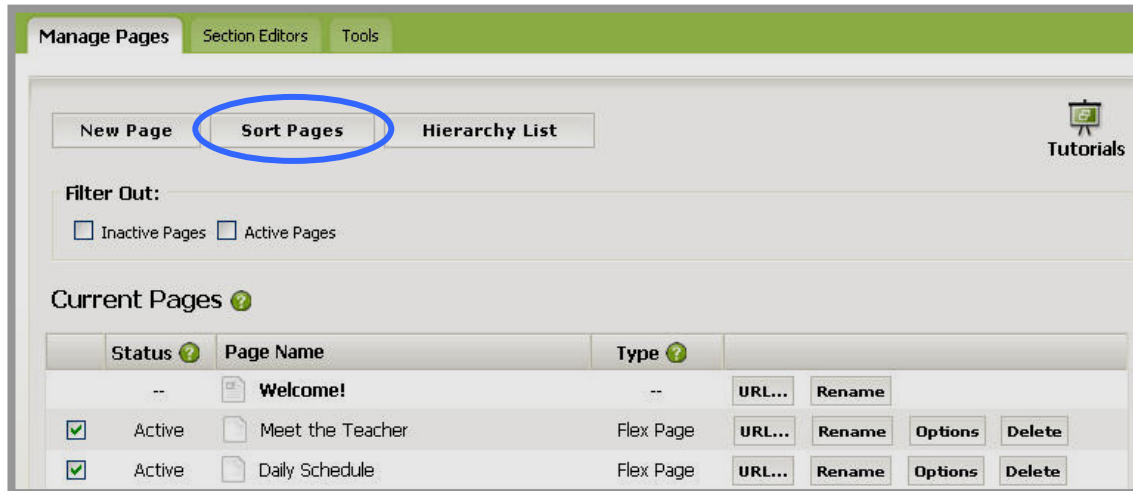 Manage Pages Section Editors Tools
New Page Sort Pages Hierarchy List
Tutorials
Filter Out:
Inactive Pages Active Pages
Current Pages
Status Page Name Type
-- Welcome! -- URL... Rename
Active Meet the Teacher Flex Page URL... Rename Options Delete
Active Daily Schedule Flex Page URL... Rename Options Delete